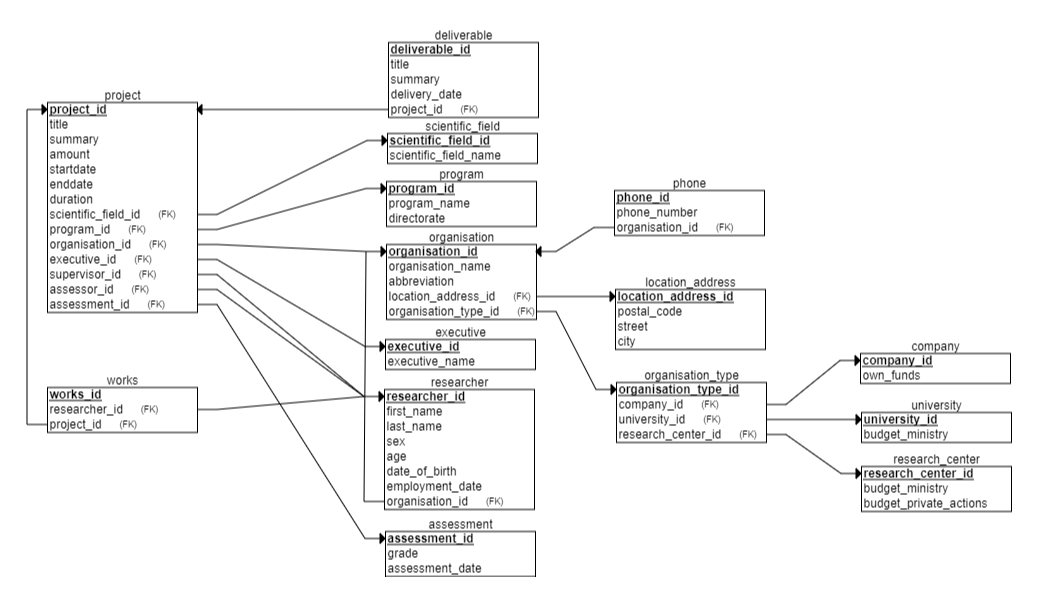 project
project_id
title
summary
amount
startdate
enddate
duration
scientific_field_id (FK)
program_id (FK)
organisation_id (FK)
executive_id (FK)
supervisor_id (FK)
assessor_id (FK)
assessment_id (FK)
works
works_id
researcher_id (FK)
project_id (FK)
deliverable
deliverable_id
title
summary
delivery_date
project_id (FK)
scientific_field
scientific_field_id
scientific_field_name
program
program_id
program_name
directorate
organisation
organisation_id
organisation_name
abbreviation
location_address_id (FK)
organisation_type_id (FK)
executive
executive_id
executive_name
researcher
researcher_id
first_name
last_name
sex
age
date_of_birth
employment_date
organisation_id (FK)
assessment
assessment_id
grade
assessment_date
phone
phone_id
phone_number
organisation_id (FK)
location_address
location_address_id
postal_code
street
city
organisation_type
organisation_type_id
company_id (FK)
university_id (FK)
research_center_id (FK)
company
company_id
own_funds
university
university_id
budget_ministry
research_center
research_center_id
budget_ministry
budget_private_actions